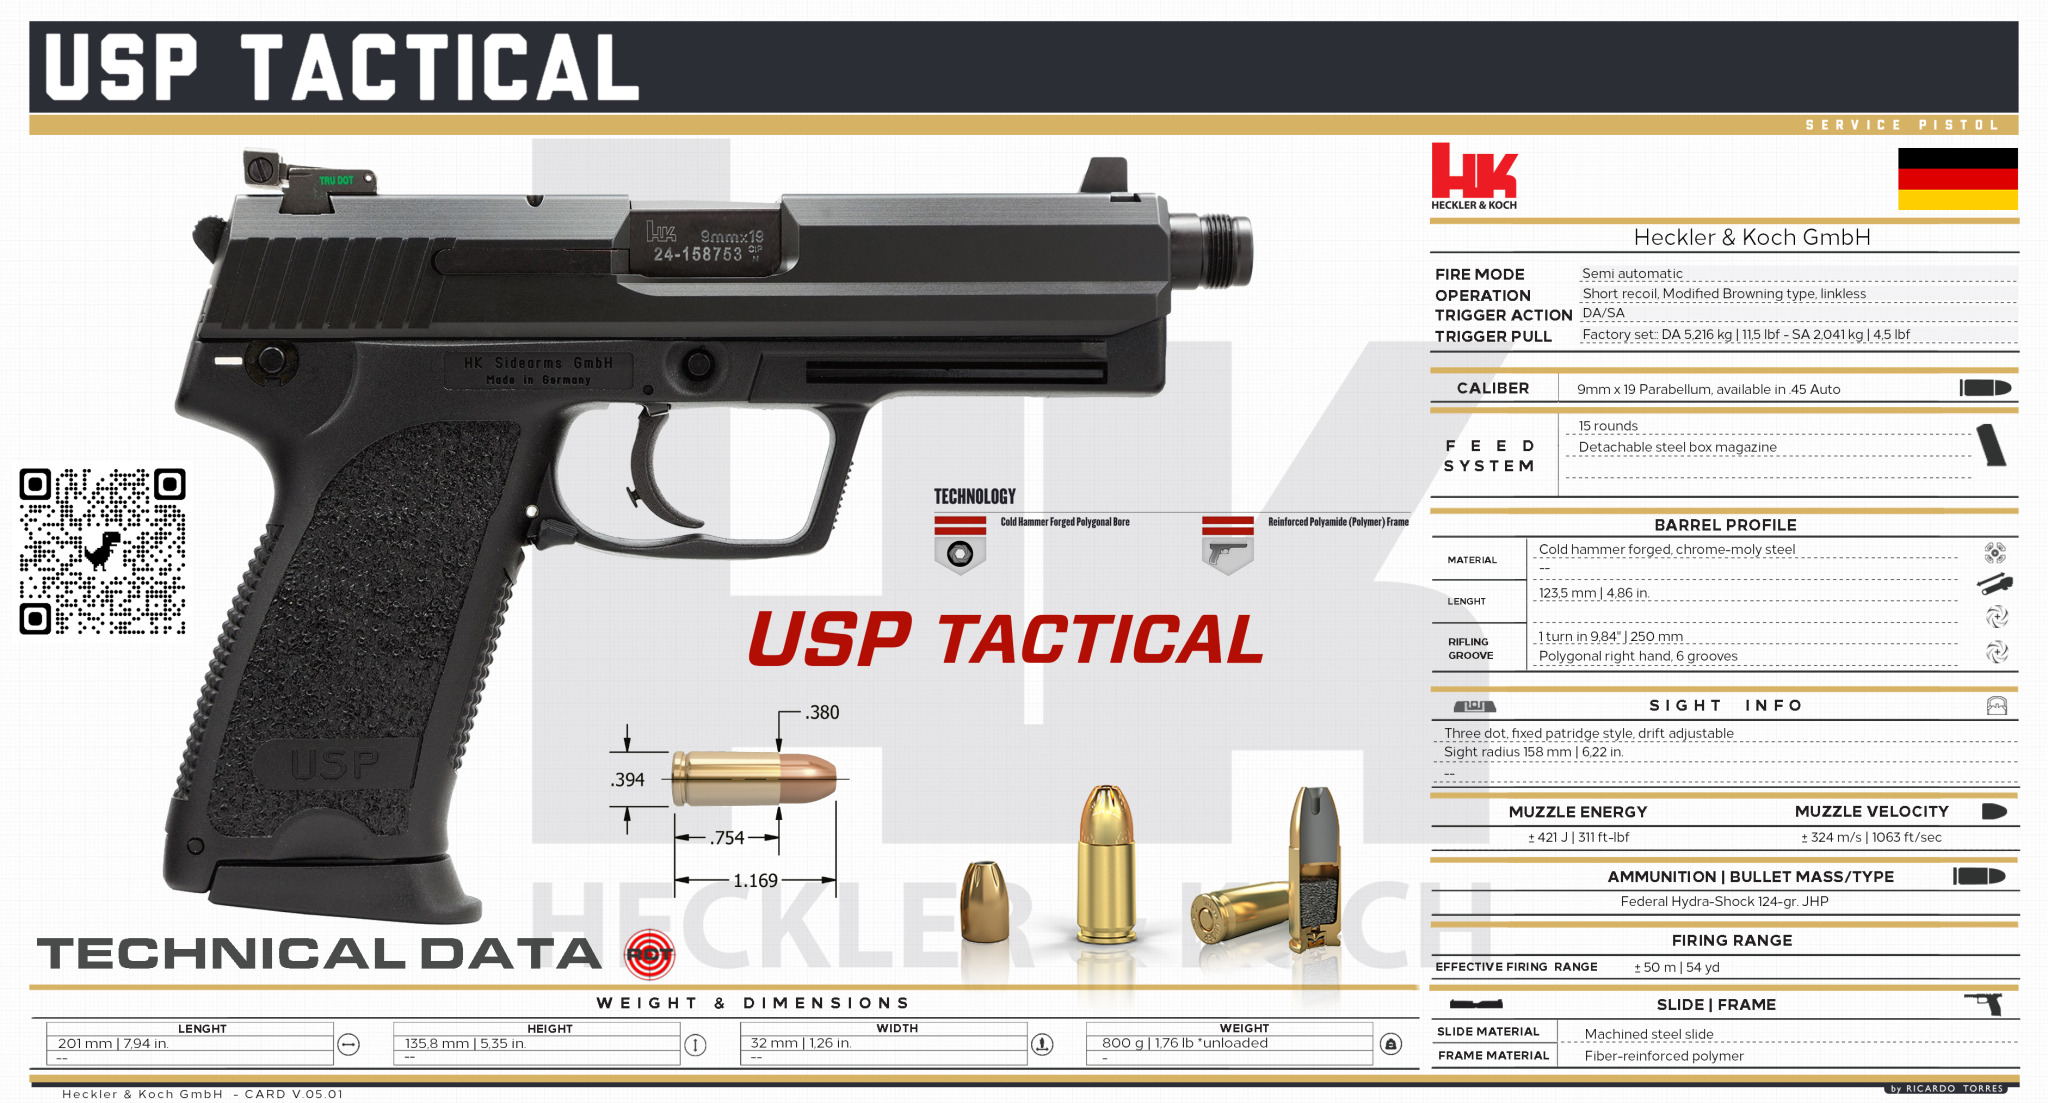 USP TACTICAL
SERVICE PISTOL
TRU DOT
HK 9mmx19
24-158753
CIP
N
HK Sidearms GmbH
Made in Germany
USP
HK
HECKLER & KOCH
Heckler & Koch GmbH
FIRE MODE Semi automatic
OPERATION Short recoil, Modified Browning type, linkless
TRIGGER ACTION DA/SA
TRIGGER PULL Factory set:: DA 5,216 kg | 11,5 lbf - SA 2,041 kg | 4,5 lbf
CALIBER 9mm x 19 Parabellum, available in .45 Auto
FEED SYSTEM
15 rounds
Detachable steel box magazine
BARREL PROFILE
MATERIAL Cold hammer forged, chrome-moly steel
--
LENGHT 123,5 mm | 4,86 in.
RIFLING GROOVE
1 turn in 9,84" | 250 mm
Polygonal right hand, 6 grooves
SIGHT INFO
Three dot, fixed patridge style, drift adjustable
Sight radius 158 mm | 6,22 in.
--
MUZZLE ENERGY MUZZLE VELOCITY
± 421 J | 311 ft-lbf ± 324 m/s | 1063 ft/sec
AMMUNITION | BULLET MASS/TYPE
Federal Hydra-Shock 124-gr. JHP
FIRING RANGE
EFFECTIVE FIRING RANGE ± 50 m | 54 yd
SLIDE | FRAME
SLIDE MATERIAL Machined steel slide
FRAME MATERIAL Fiber-reinforced polymer
TECHNOLOGY
Cold Hammer Forged Polygonal Bore
Reinforced Polyamide (Polymer) Frame
USP TACTICAL
.380
.394
.754
1.169
HK
HECKLER & KOCH
TECHNICAL DATA
RDT
WEIGHT & DIMENSIONS
LENGHT HEIGHT WIDTH WEIGHT
201 mm | 7,94 in. 135,8 mm | 5,35 in. 32 mm | 1,26 in. 800 g | 1,76 lb *unloaded
-- -- -- -
Heckler & Koch GmbH - CARD V.05.01
by RICARDO TORRES